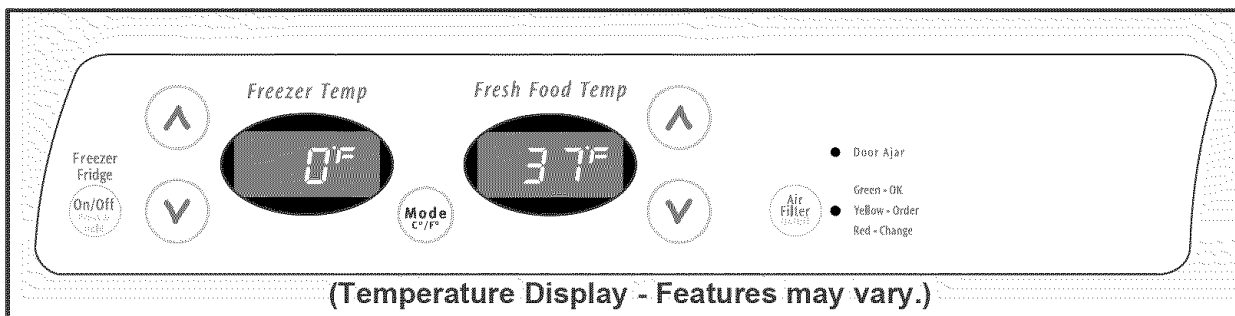 Freezer Temp
Fresh Food Temp
0°F
37°F
Freezer
Fridge
On/Off
Mode
C°/F°
Door Ajar
Air
Filter
Green - OK
Yellow - Order
Red - Change
(Temperature Display - Features may vary.)